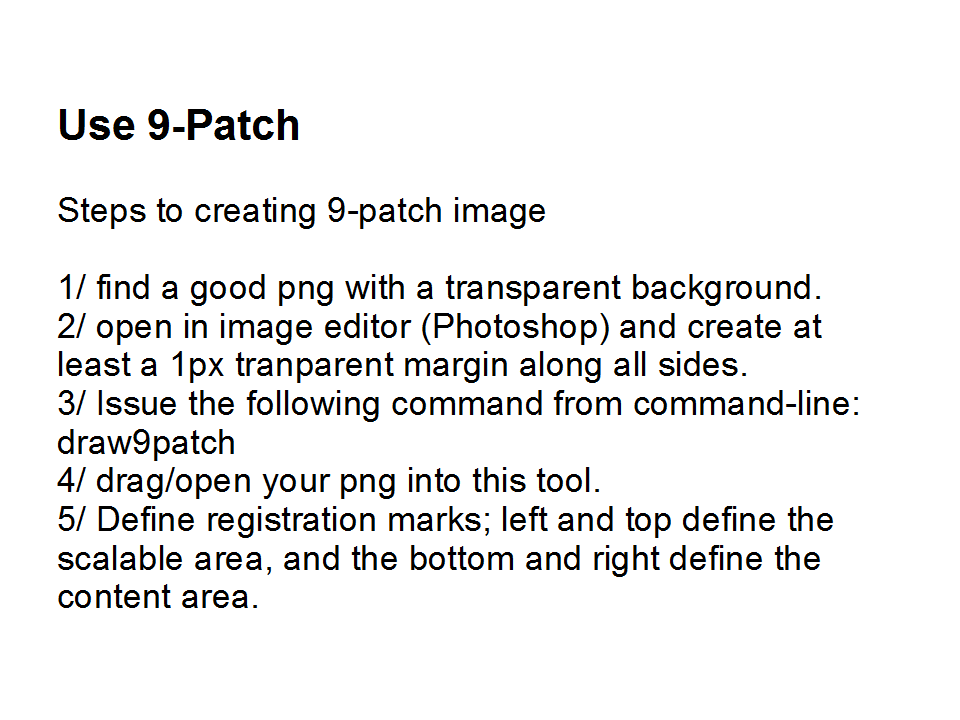 Use 9-Patch
Steps to creating 9-patch image
1/ find a good png with a transparent background.
2/ open in image editor (Photoshop) and create at
least a 1px tranparent margin along all sides.
3/ Issue the following command from command-line:
draw9patch
4/ drag/open your png into this tool.
5/ Define registration marks; left and top define the
scalable area, and the bottom and right define the
content area.